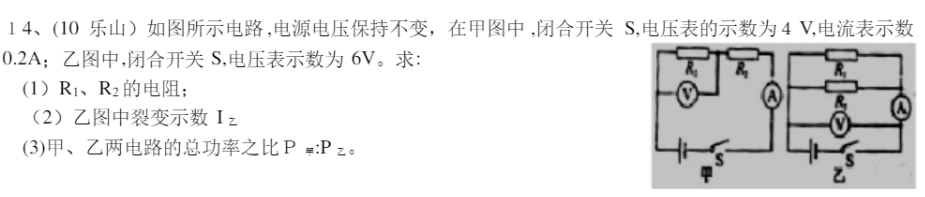 14、(10 乐山）如图所示电路,电源电压保持不变，在甲图中 ,闭合开关 S,电压表的示数为 4 V,电流表示数
0.2A；乙图中,闭合开关 S,电压表示数为 6V。求：
(1）R₁、R₂ 的电阻；
（2）乙图中裂变示数 I 乙
(3)甲、乙两电路的总功率之比 P 甲:P 乙。
V
A
S
甲
V
A
S
乙